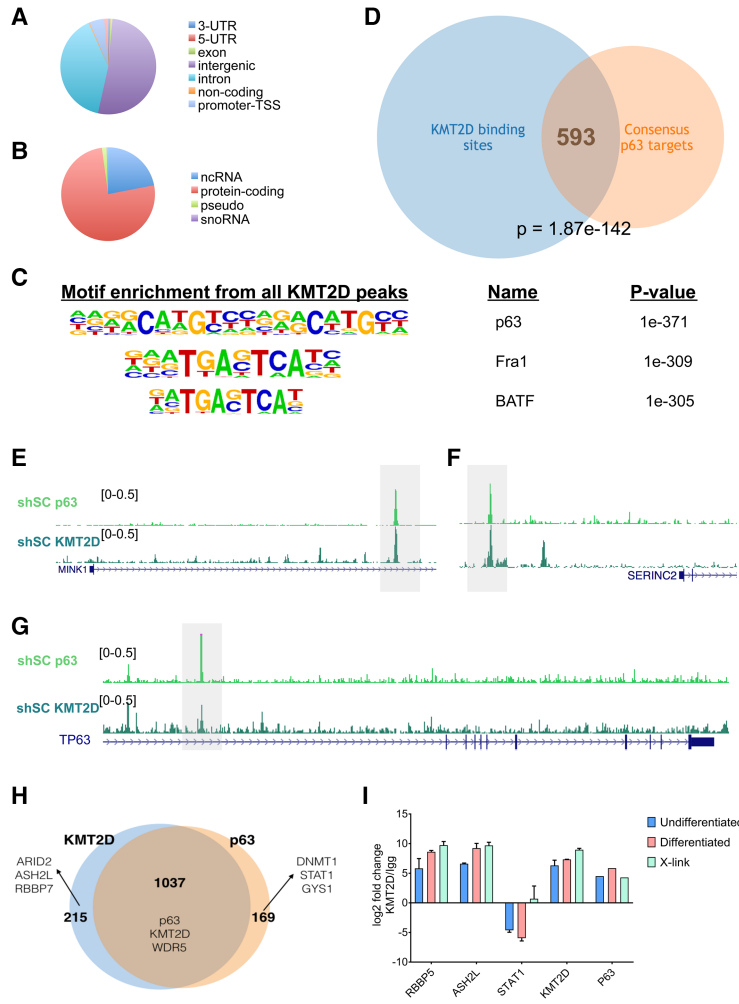 A
3-UTR
5-UTR
exon
intergenic
intron
non-coding
promoter-TSS
B
ncRNA
protein-coding
pseudo
snoRNA
D
KMT2D binding
sites
593
Consensus
p63 targets
p = 1.87e-142
C
Motif enrichment from all KMT2D peaks
Name
P-value
p63
1e-371
Fra1
1e-309
BATF
1e-305
E
shSC p63
[0-0.5]
shSC KMT2D
[0-0.5]
MINK1
F
SERINC2
G
shSC p63
[0-0.5]
shSC KMT2D
[0-0.5]
TP63
H
KMT2D
p63
ARID2
ASH2L
RBBP7
DNMT1
STAT1
GYS1
1037
215
169
p63
KMT2D
WDR5
I
log2 fold change
KMT2D/Igg
15
10
5
0
-5
-10
RBBP5
ASH2L
STAT1
KMT2D
P63
Undifferentiated
Differentiated
X-link